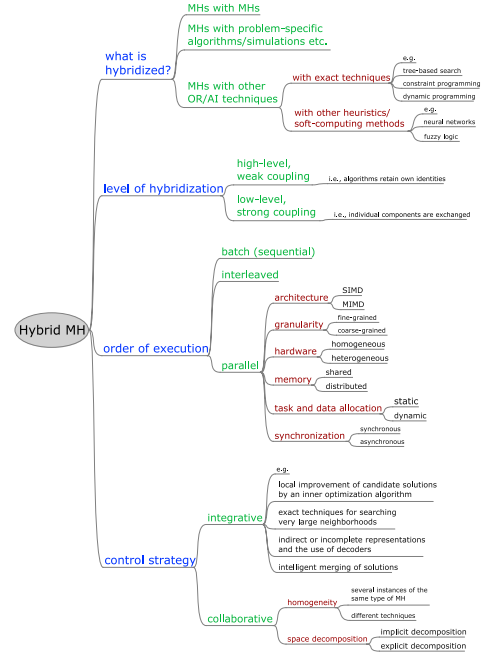 Hybrid MH
what is
hybridized?
MHs with MHs
MHs with problem-specific
algorithms/simulations etc.
MHs with other
OR/AI techniques
with exact techniques
e.g.
tree-based search
constraint programming
dynamic programming
with other heuristics/
soft-computing methods
e.g.
neural networks
fuzzy logic
level of hybridization
high-level,
weak coupling
i.e., algorithms retain own identities
low-level,
strong coupling
i.e., individual components are exchanged
order of execution
batch (sequential)
interleaved
parallel
architecture
SIMD
MIMD
granularity
fine-grained
coarse-grained
hardware
homogeneous
heterogeneous
memory
shared
distributed
task and data allocation
static
dynamic
synchronization
synchronous
asynchronous
control strategy
integrative
e.g.
local improvement of candidate solutions
by an inner optimization algorithm
exact techniques for searching
very large neighborhoods
indirect or incomplete representations
and the use of decoders
intelligent merging of solutions
collaborative
homogeneity
several instances of the
same type of MH
different techniques
space decomposition
implicit decomposition
explicit decomposition